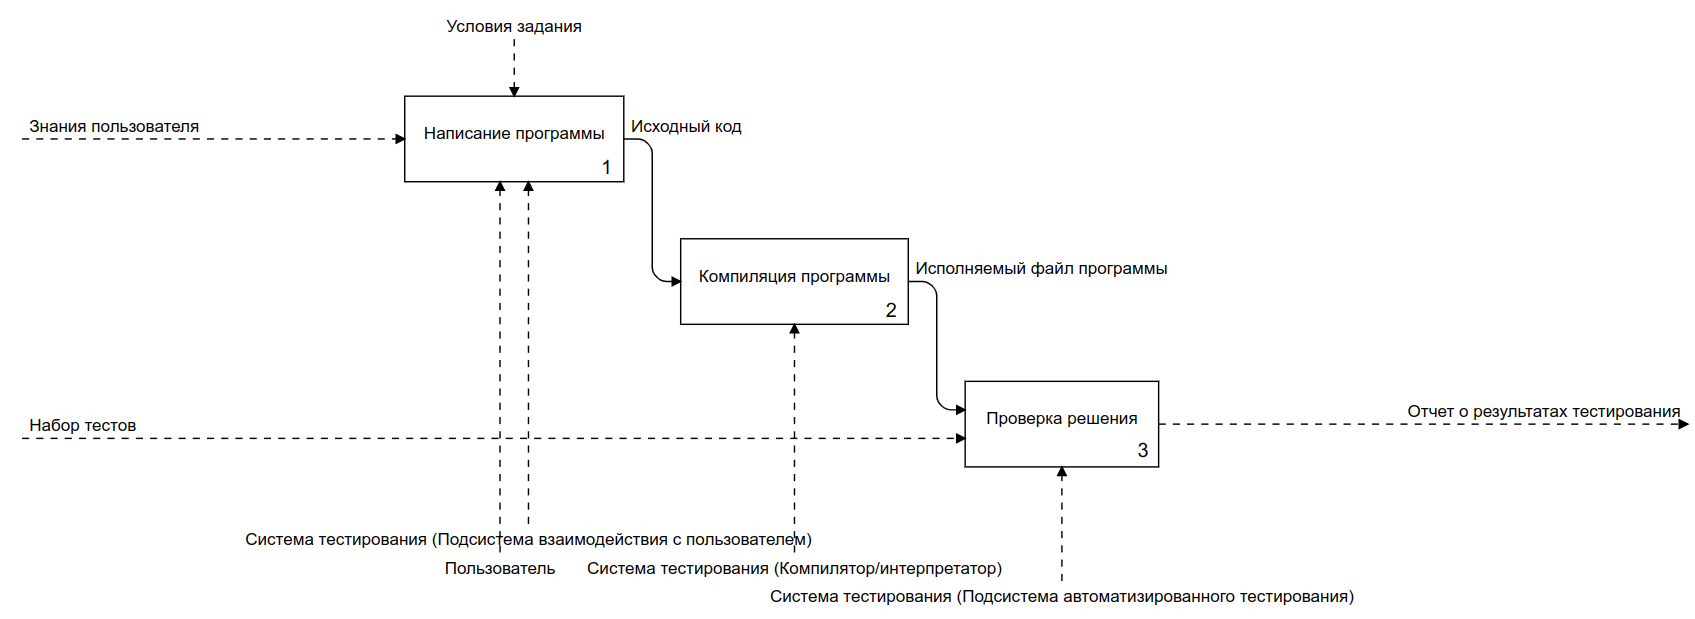 Условия задания
Знания пользователя
Написание программы
1
Исходный код
Компиляция программы
2
Исполняемый файл программы
Набор тестов
Проверка решения
3
Отчет о результатах тестирования
Система тестирования (Подсистема взаимодействия с пользователем)
Пользователь
Система тестирования (Компилятор/интерпретатор)
Система тестирования (Подсистема автоматизированного тестирования)